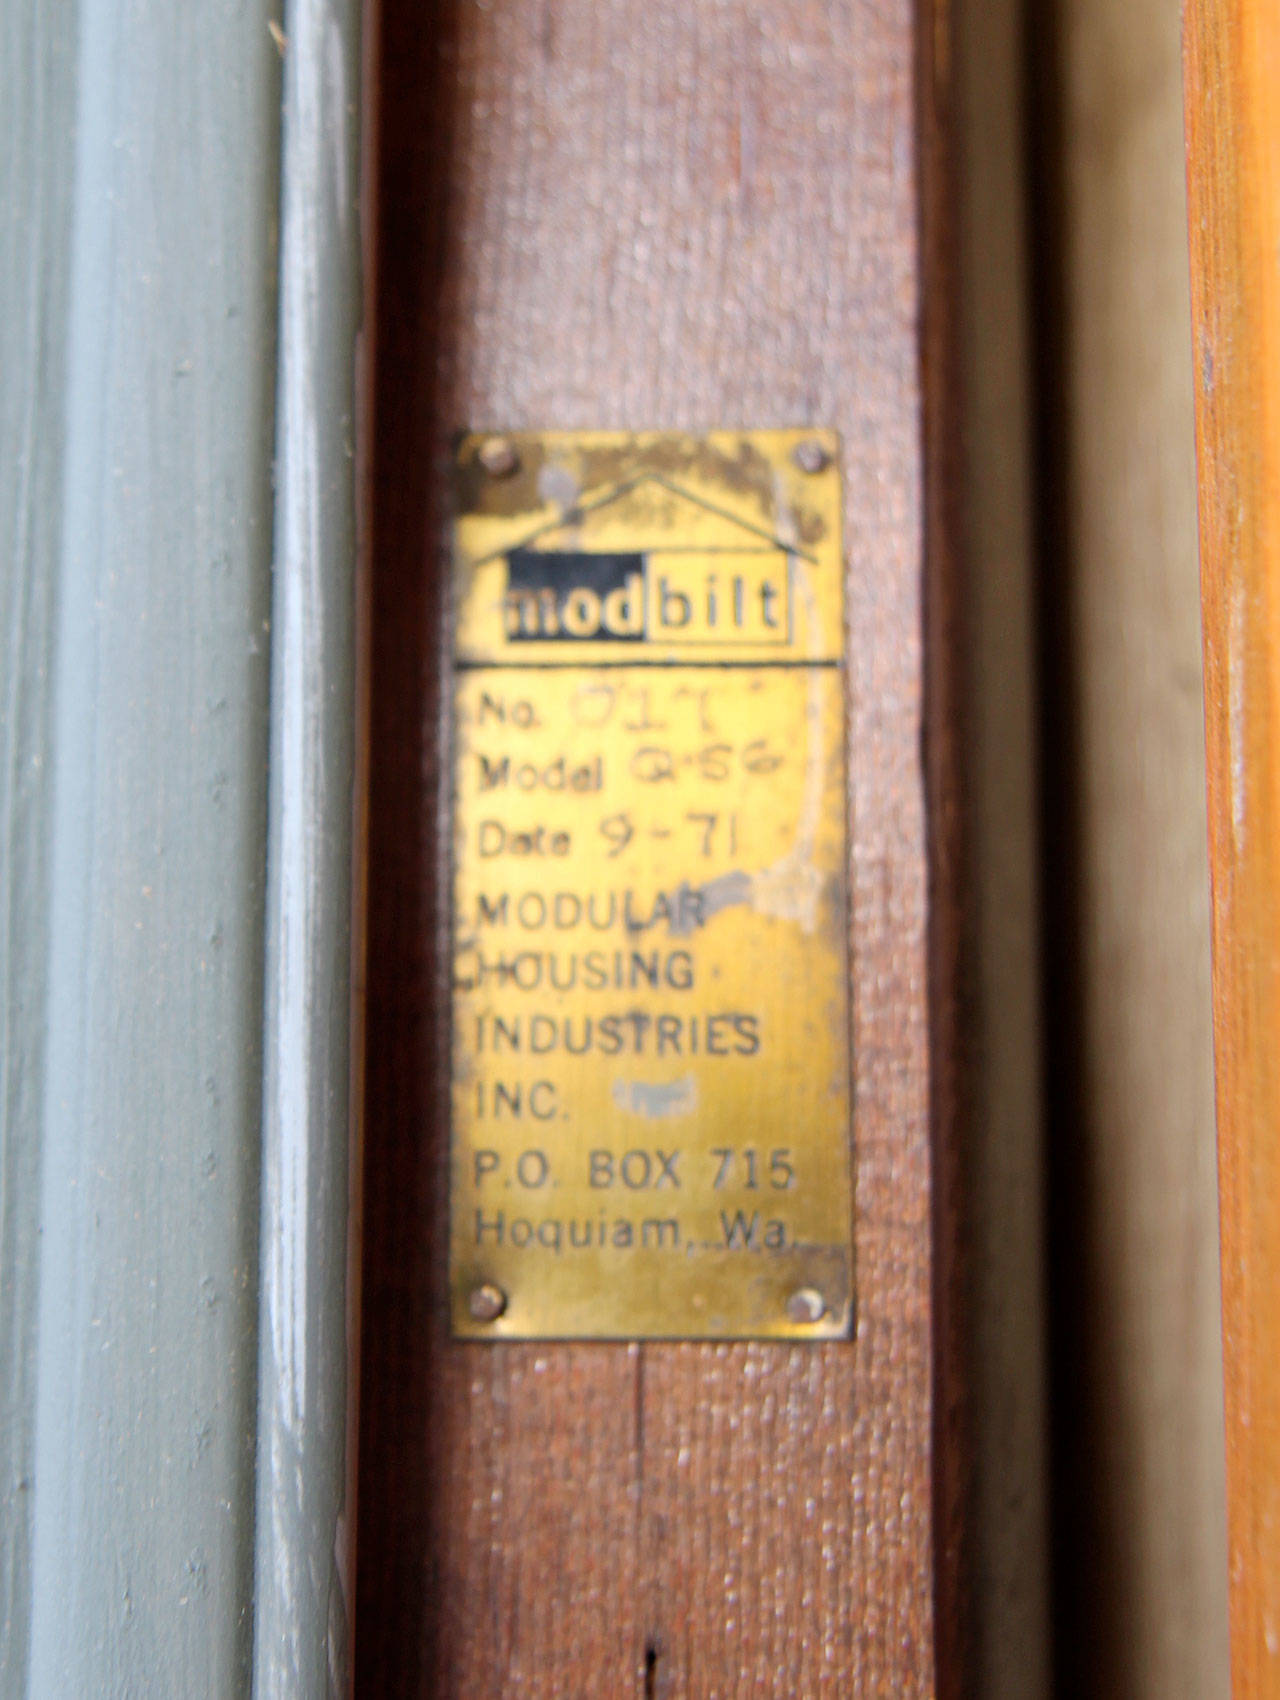 modbilt
No. 017
Model Q-56
Date 9-71
MODULAR
HOUSING
INDUSTRIES
INC.
P.O. BOX 715
Hoquiam, Wa.